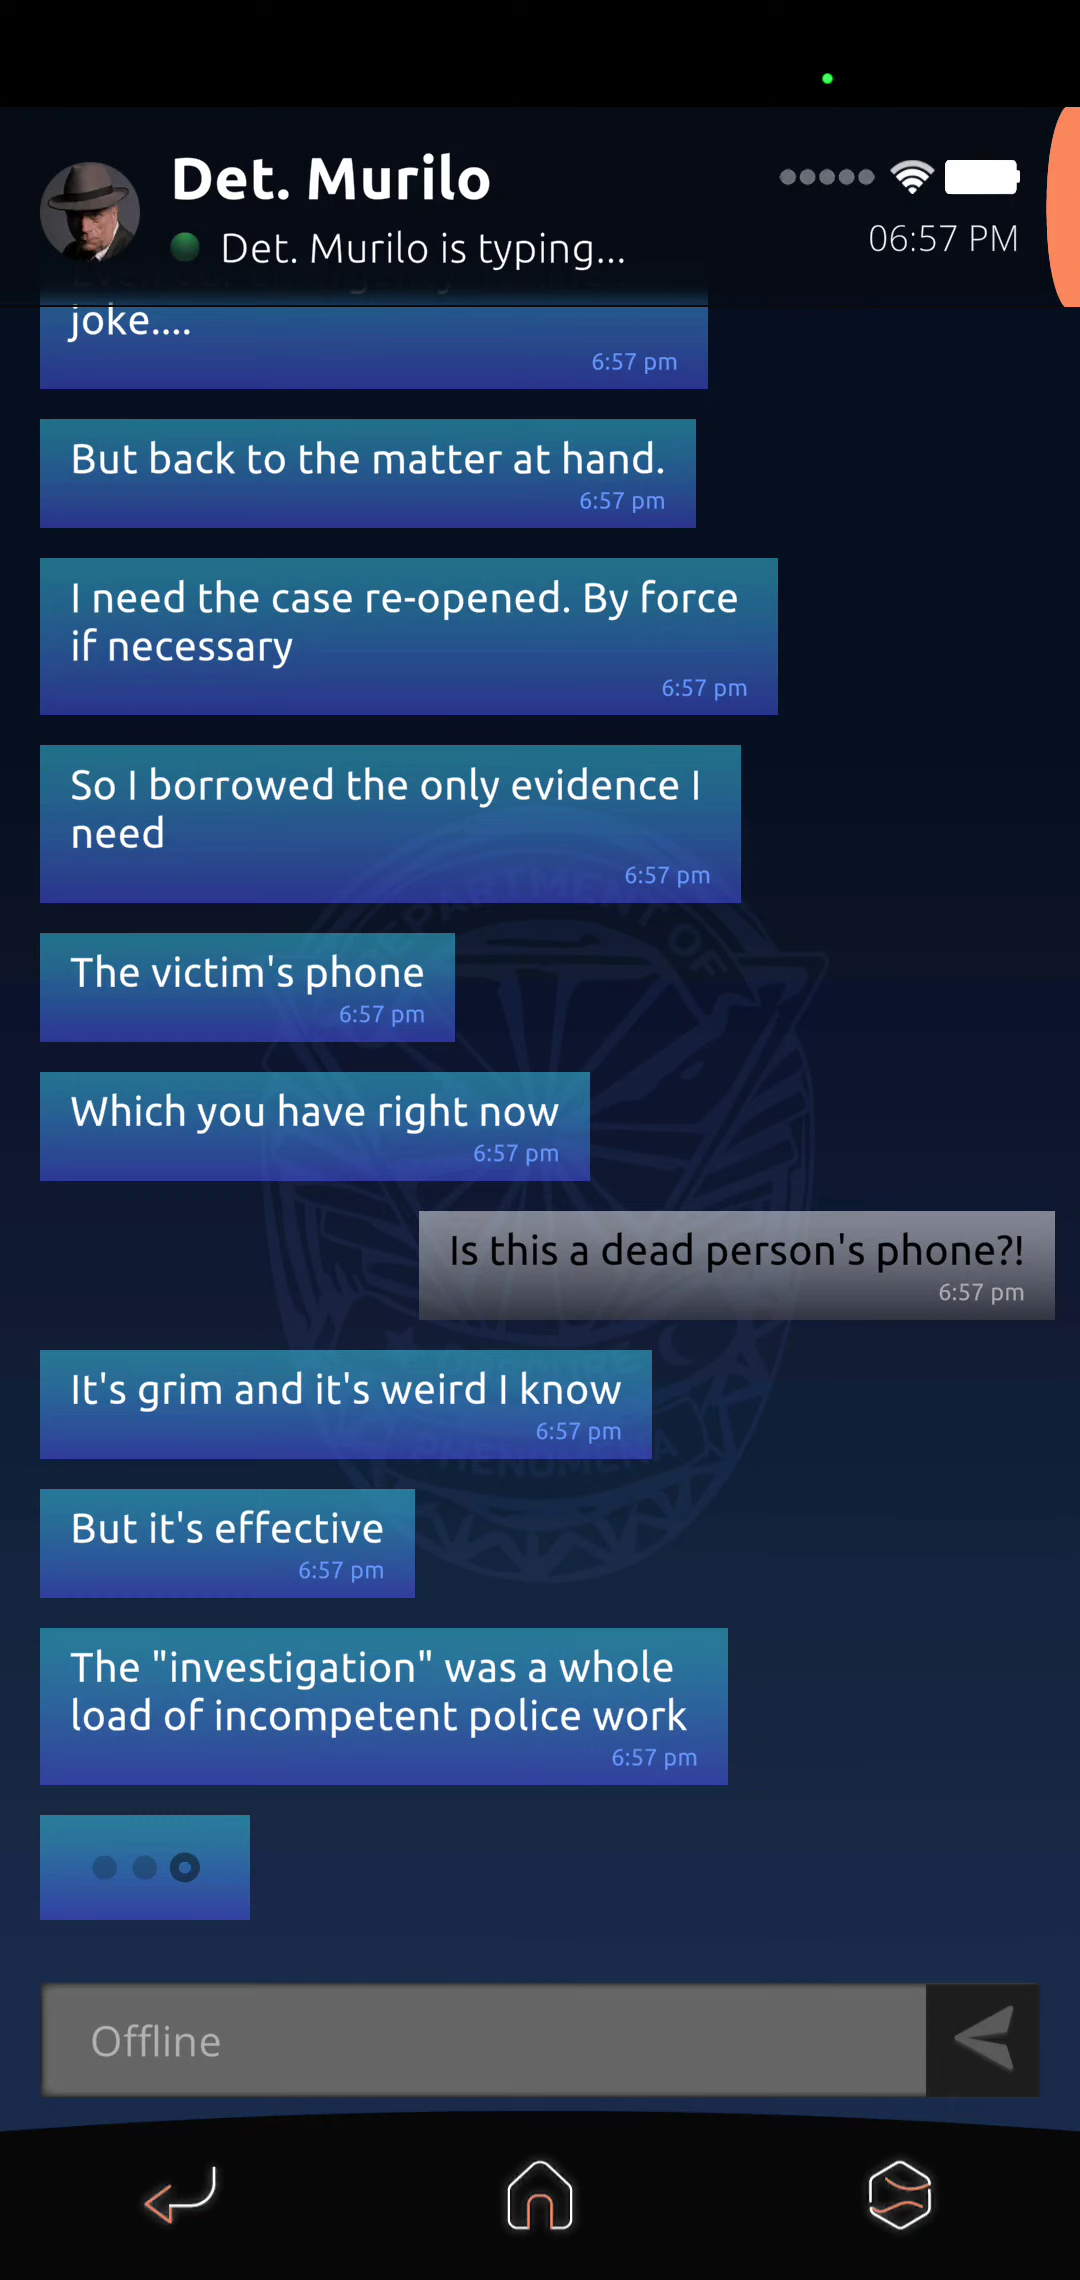 Det. Murilo
Det. Murilo is typing...
06:57 PM
joke....
6:57 pm
But back to the matter at hand.
6:57 pm
I need the case re-opened. By force
if necessary
6:57 pm
So I borrowed the only evidence I
need
6:57 pm
The victim's phone
6:57 pm
Which you have right now
6:57 pm
Is this a dead person's phone?!
6:57 pm
It's grim and it's weird I know
6:57 pm
But it's effective
6:57 pm
The "investigation" was a whole
load of incompetent police work
6:57 pm
DEPARTMENT OF
OBSCURE
PHENOMENA
Offline